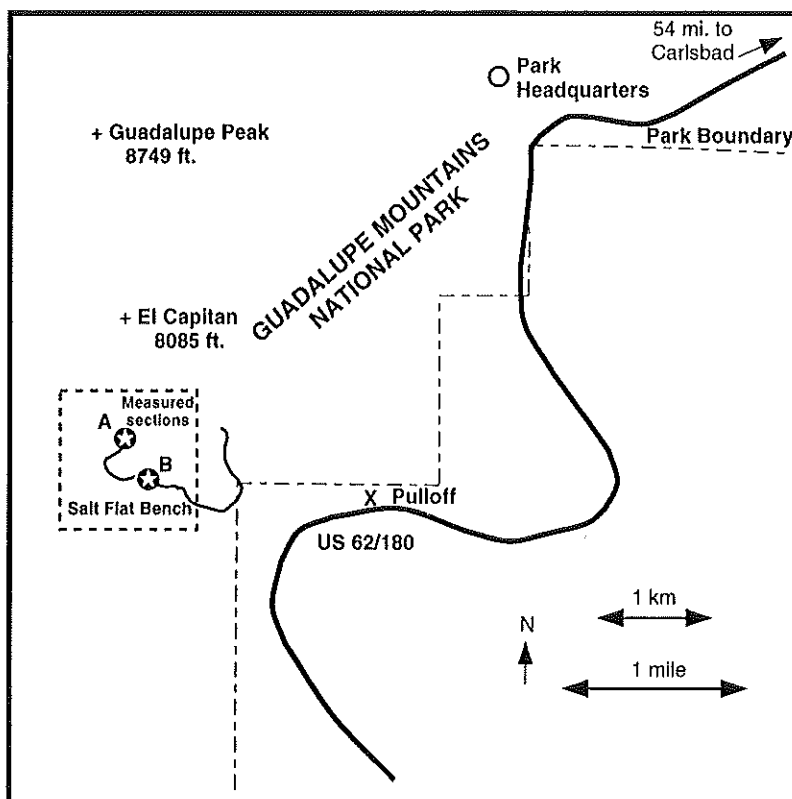 54 mi. to
Carlsbad
Park
Headquarters
Park Boundary
+ Guadalupe Peak
8749 ft.
GUADALUPE MOUNTAINS
NATIONAL PARK
+ El Capitan
8085 ft.
Measured
sections
A
B
Salt Flat Bench
X Pulloff
US 62/180
N
1 km
1 mile